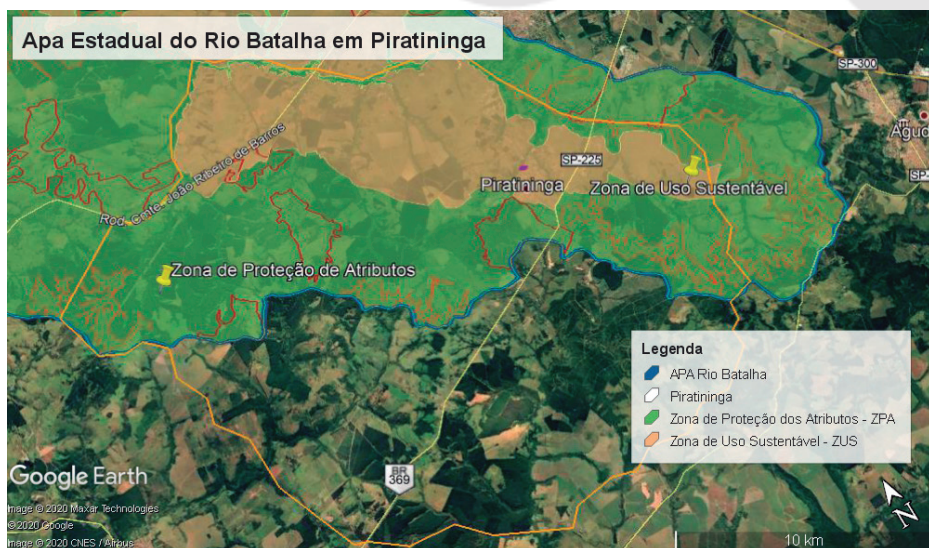 Apa Estadual do Rio Batalha em Piratininga
SP-300
Agud
Rod. Cmte. João Ribeiro de Barros
SP-225
Piratininga
Zona de Uso Sustentável
SP-
Zona de Proteção de Atributos
Legenda
APA Rio Batalha
Piratininga
Zona de Proteção dos Atributos - ZPA
Zona de Uso Sustentável - ZUS
BR
369
Google Earth
Image © 2020 Maxar Technologies
© 2020 Google
Image © 2020 CNES / Airbus
N
10 km